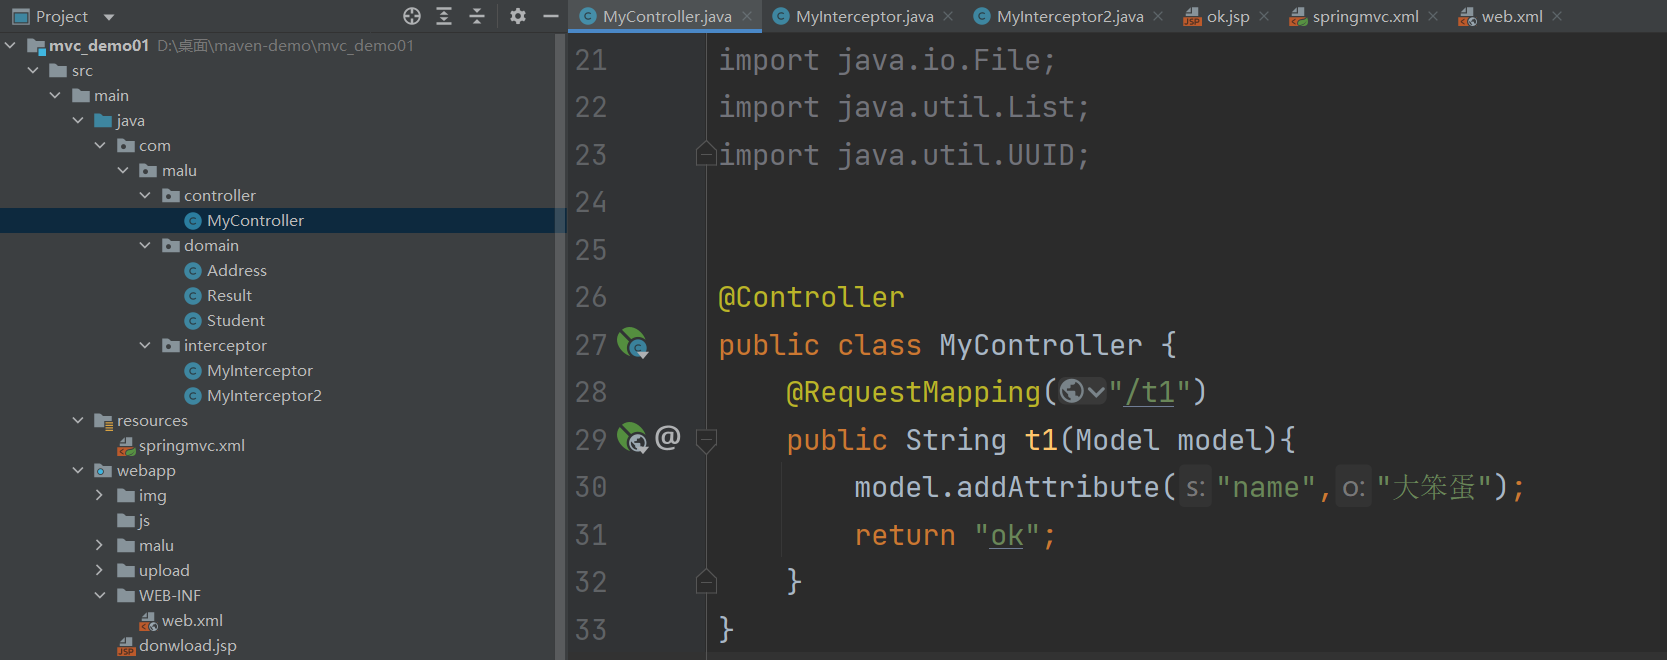 Project
mvc_demo01 D:\桌面\maven-demo\mvc_demo01
src
main
java
com
malu
controller
MyController
domain
Address
Result
Student
interceptor
MyInterceptor
MyInterceptor2
resources
springmvc.xml
webapp
img
js
malu
upload
WEB-INF
web.xml
donwload.jsp
MyController.java MyInterceptor.java MyInterceptor2.java ok.jsp springmvc.xml web.xml
21 import java.io.File;
22 import java.util.List;
23 import java.util.UUID;
24
25
26 @Controller
27 public class MyController {
28 @RequestMapping("/t1")
29 @ public String t1(Model model){
30 model.addAttribute( s: "name", o: "大笨蛋");
31 return "ok";
32 }
33 }